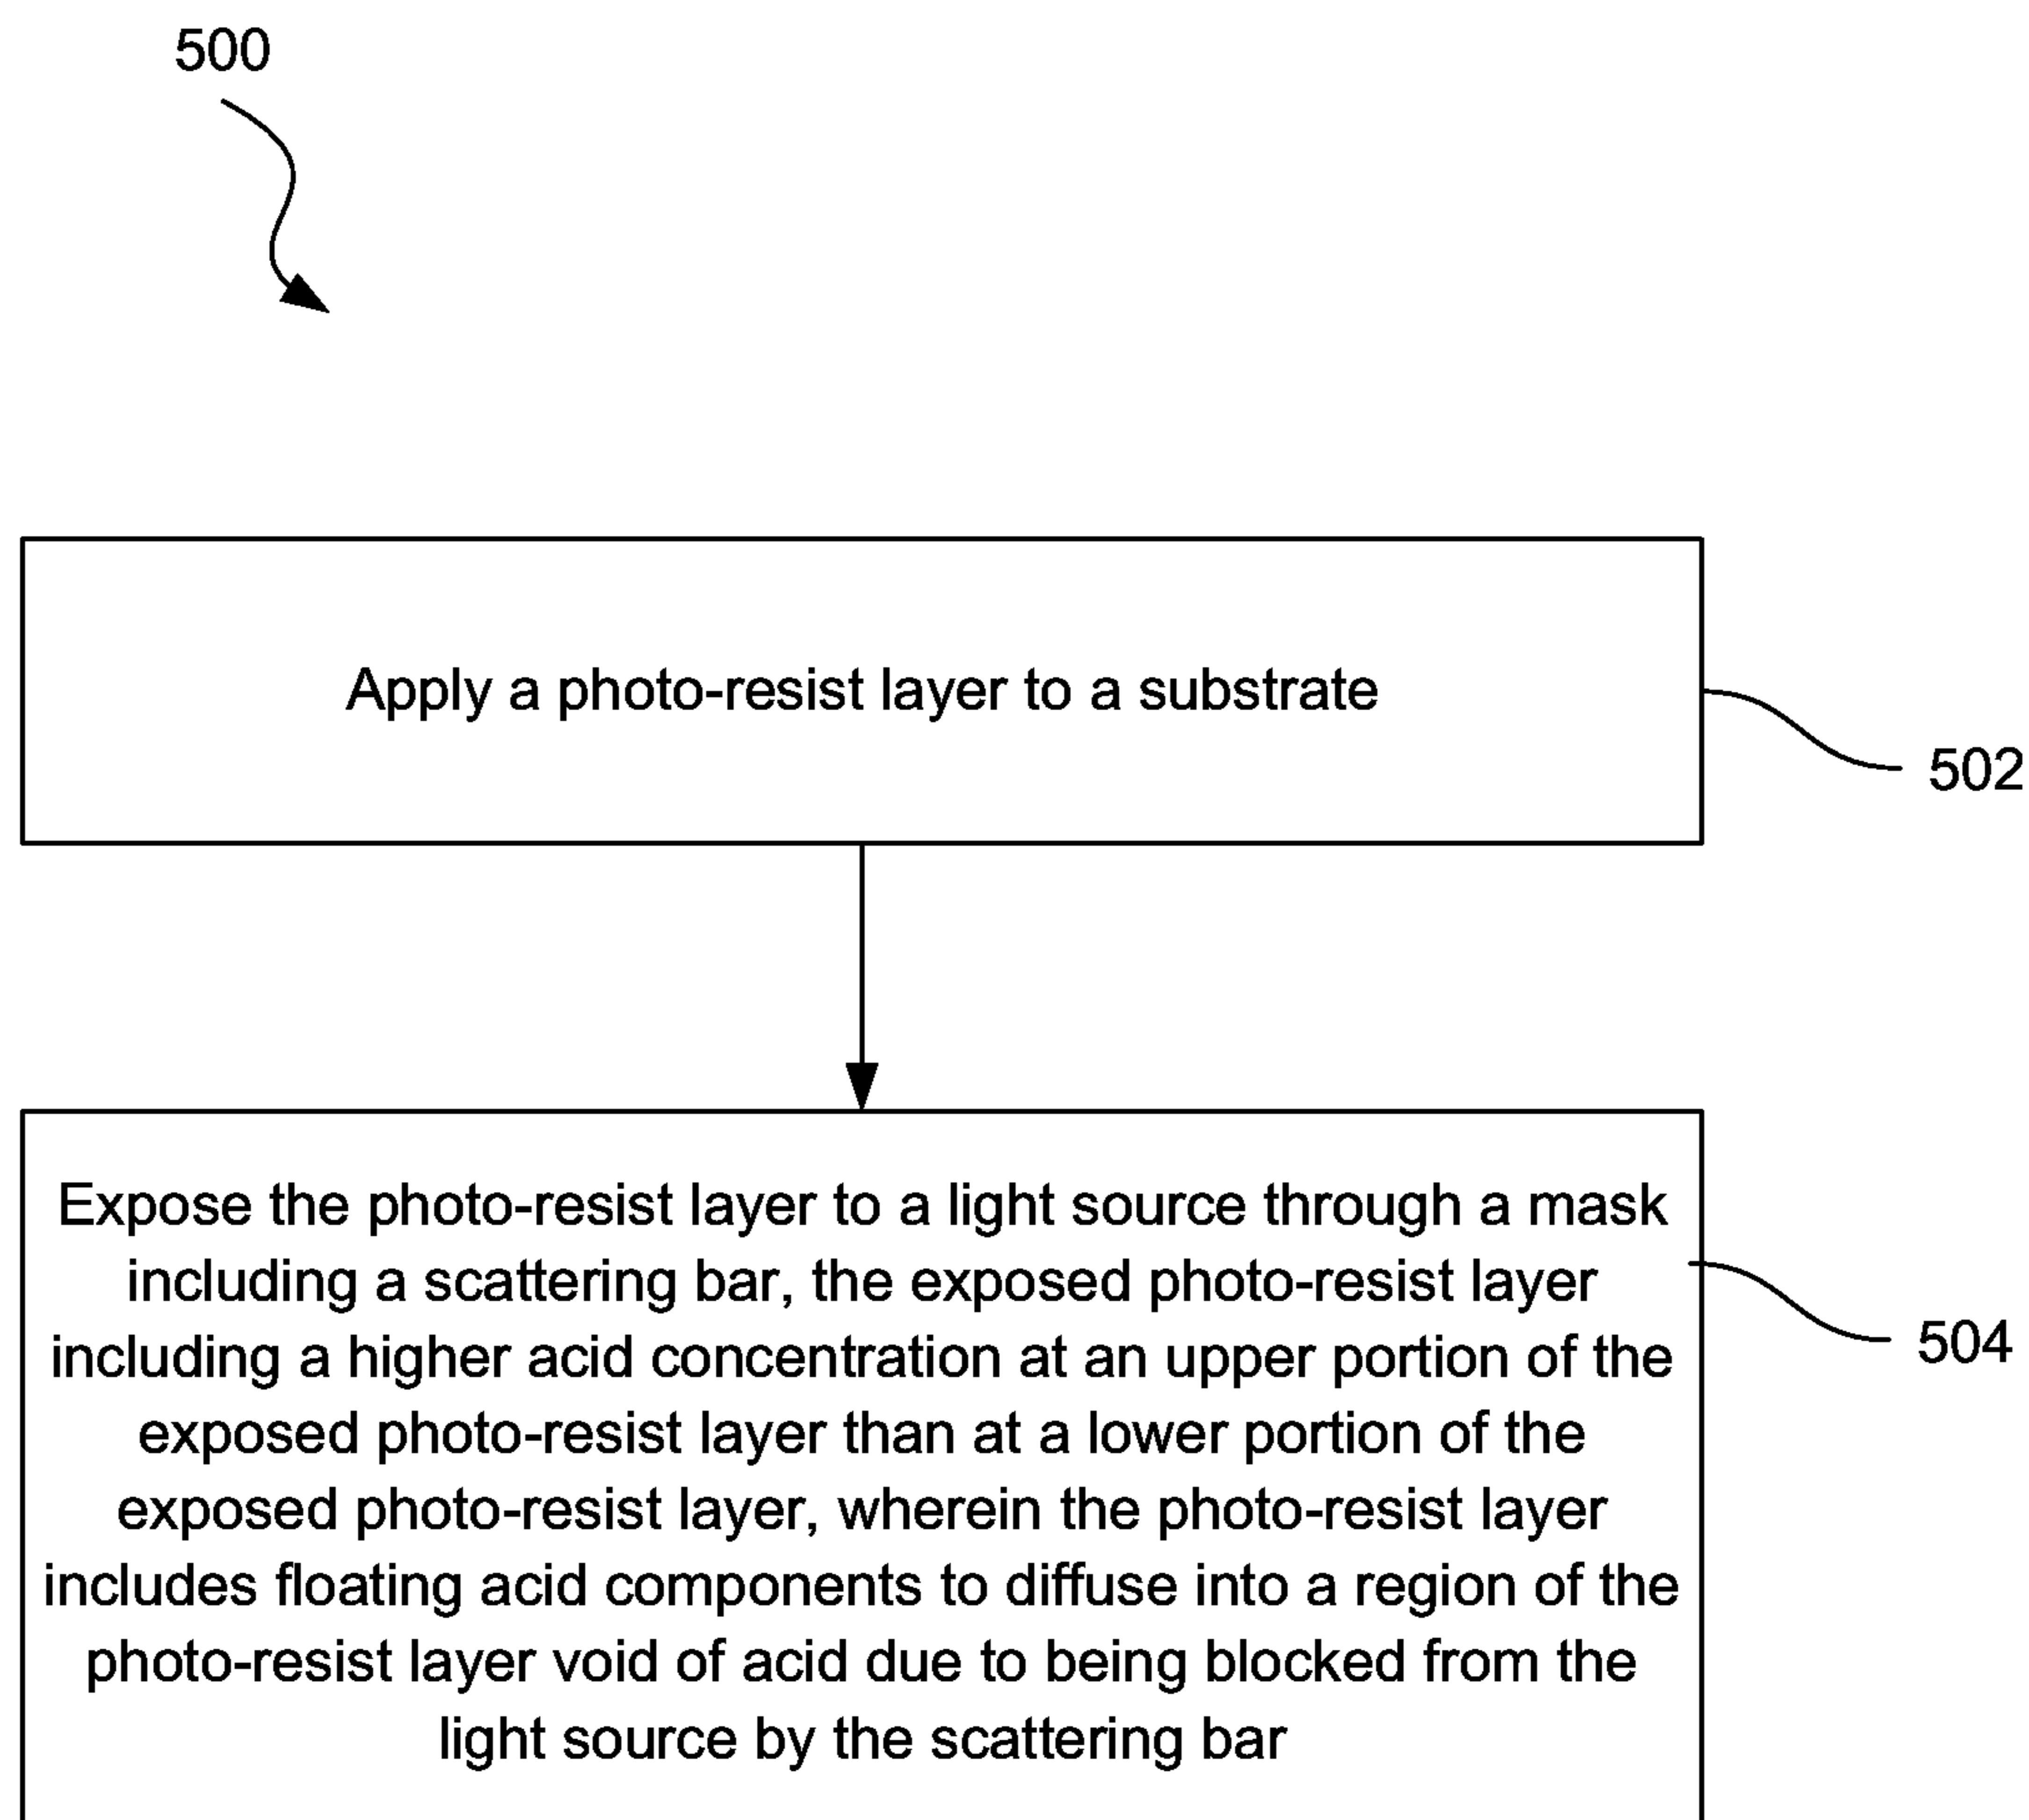 500
Apply a photo-resist layer to a substrate
502
Expose the photo-resist layer to a light source through a mask
including a scattering bar, the exposed photo-resist layer
including a higher acid concentration at an upper portion of the
exposed photo-resist layer than at a lower portion of the
exposed photo-resist layer, wherein the photo-resist layer
includes floating acid components to diffuse into a region of the
photo-resist layer void of acid due to being blocked from the
light source by the scattering bar
504